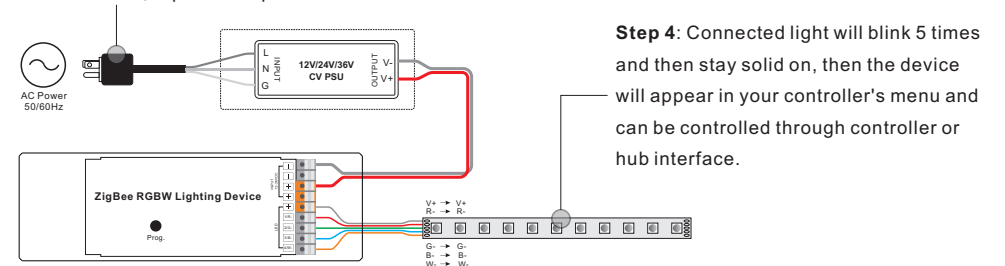 Step 4: Connected light will blink 5 times
and then stay solid on, then the device
will appear in your controller's menu and
can be controlled through controller or
hub interface.
AC Power
50/60Hz
L
N
G
INPUT
12V/24V/36V
CV PSU
OUTPUT
V-
V+
ZigBee RGBW Lighting Device
Prog.
INPUT
LED
V+ → V+
R- → R-
G- → G-
B- → B-
W- → W-